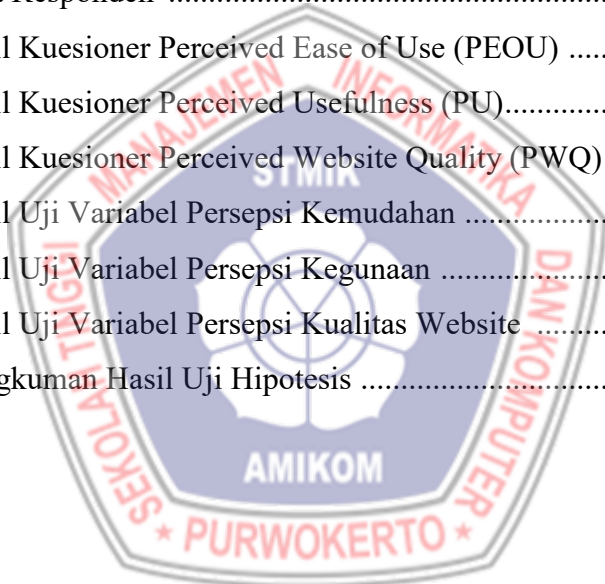 Responden ..........................................
l Kuesioner Perceived Ease of Use (PEOU) .....
l Kuesioner Perceived Usefulness (PU)............
l Kuesioner Perceived Website Quality (PWQ)
l Uji Variabel Persepsi Kemudahan .................
l Uji Variabel Persepsi Kegunaan ....................
l Uji Variabel Persepsi Kualitas Website .........
gkuman Hasil Uji Hipotesis ............................
SEKOLAH TINGGI MANAJEMEN INFORMATIKA DAN KOMPUTER
STMIK
AMIKOM
* PURWOKERTO *